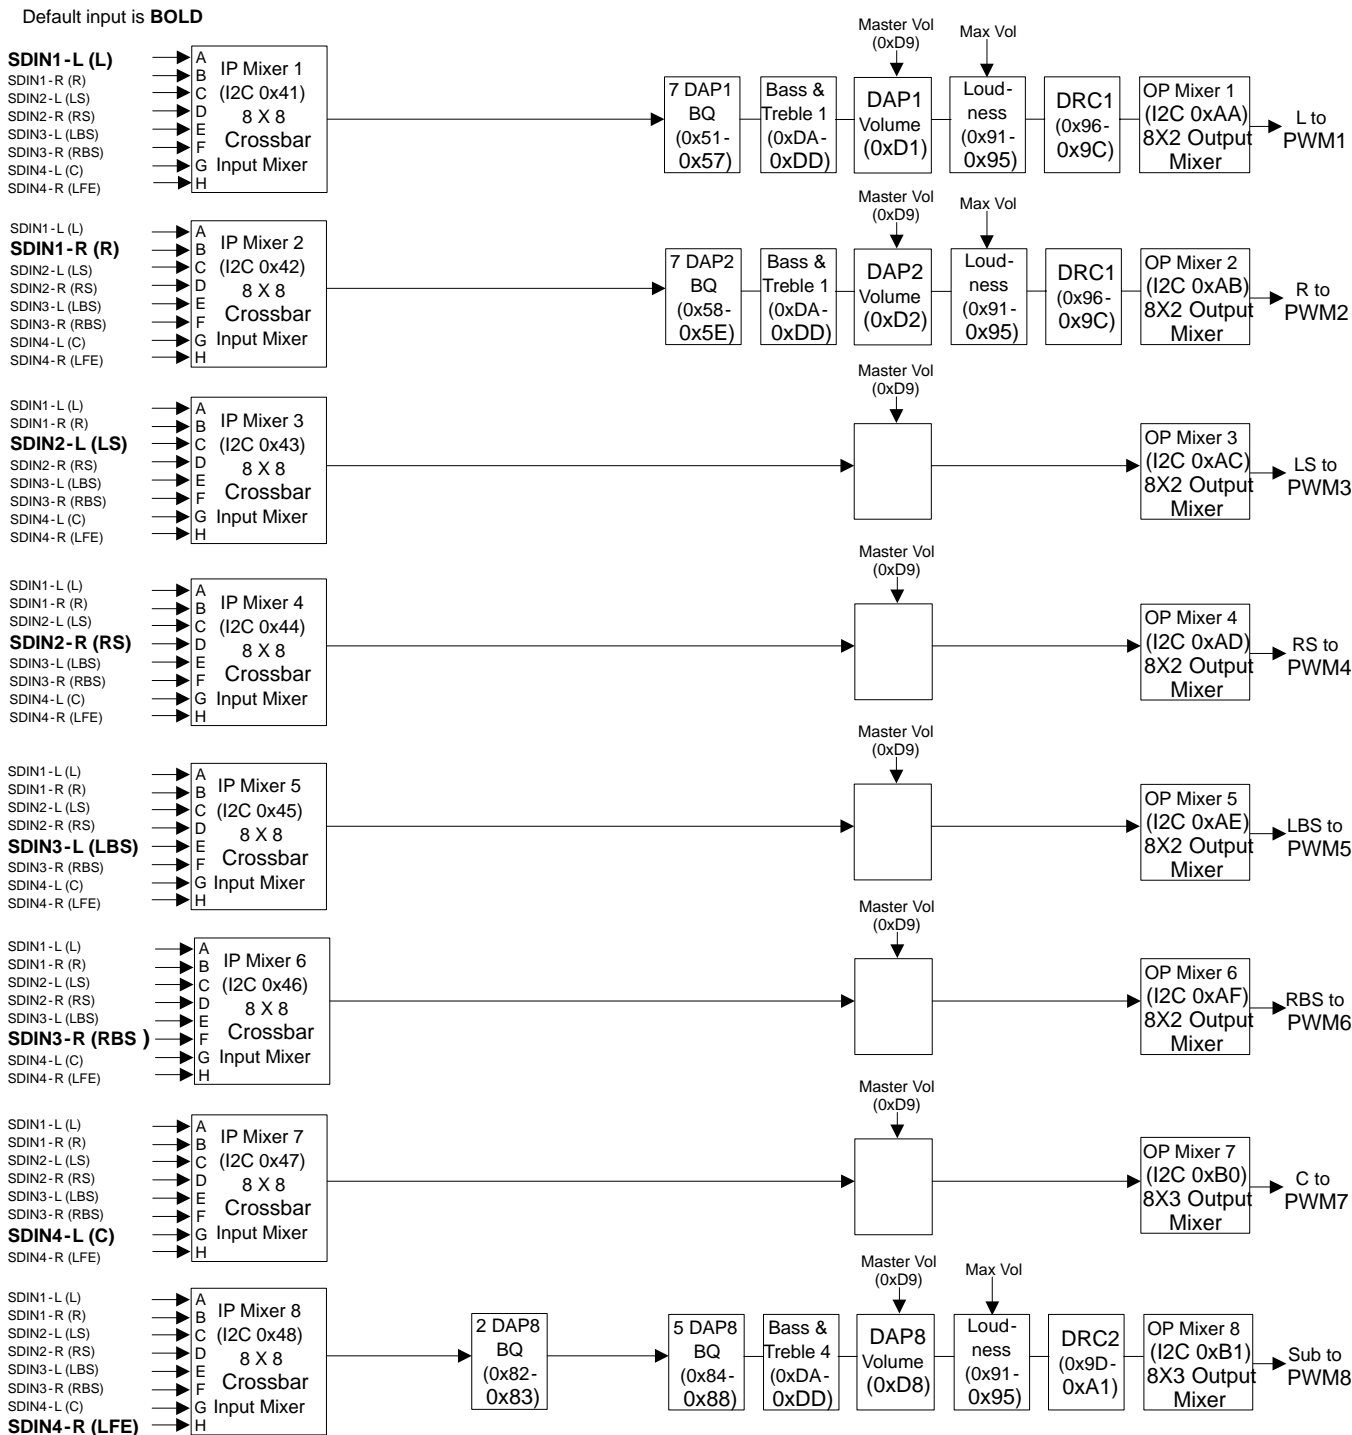 Default input is BOLD
SDIN1-L (L)
SDIN1-R (R)
SDIN2-L (LS)
SDIN2-R (RS)
SDIN3-L (LBS)
SDIN3-R (RBS)
SDIN4-L (C)
SDIN4-R (LFE)
A
B
C
D
E
F
G
H
IP Mixer 1
(I2C 0x41)
8 X 8
Crossbar
Input Mixer
7 DAP1
BQ
(0x51-
0x57)
Bass &
Treble 1
(0xDA-
0xDD)
Master Vol
(0xD9)
DAP1
Volume
(0xD1)
Max Vol
Loud-
ness
(0x91-
0x95)
DRC1
(0x96-
0x9C)
OP Mixer 1
(I2C 0xAA)
8X2 Output
Mixer
L to
PWM1
SDIN1-L (L)
SDIN1-R (R)
SDIN2-L (LS)
SDIN2-R (RS)
SDIN3-L (LBS)
SDIN3-R (RBS)
SDIN4-L (C)
SDIN4-R (LFE)
A
B
C
D
E
F
G
H
IP Mixer 2
(I2C 0x42)
8 X 8
Crossbar
Input Mixer
7 DAP2
BQ
(0x58-
0x5E)
Bass &
Treble 1
(0xDA-
0xDD)
Master Vol
(0xD9)
DAP2
Volume
(0xD2)
Max Vol
Loud-
ness
(0x91-
0x95)
DRC1
(0x96-
0x9C)
OP Mixer 2
(I2C 0xAB)
8X2 Output
Mixer
R to
PWM2
SDIN1-L (L)
SDIN1-R (R)
SDIN2-L (LS)
SDIN2-R (RS)
SDIN3-L (LBS)
SDIN3-R (RBS)
SDIN4-L (C)
SDIN4-R (LFE)
A
B
C
D
E
F
G
H
IP Mixer 3
(I2C 0x43)
8 X 8
Crossbar
Input Mixer
Master Vol
(0xD9)
OP Mixer 3
(I2C 0xAC)
8X2 Output
Mixer
LS to
PWM3
SDIN1-L (L)
SDIN1-R (R)
SDIN2-L (LS)
SDIN2-R (RS)
SDIN3-L (LBS)
SDIN3-R (RBS)
SDIN4-L (C)
SDIN4-R (LFE)
A
B
C
D
E
F
G
H
IP Mixer 4
(I2C 0x44)
8 X 8
Crossbar
Input Mixer
Master Vol
(0xD9)
OP Mixer 4
(I2C 0xAD)
8X2 Output
Mixer
RS to
PWM4
SDIN1-L (L)
SDIN1-R (R)
SDIN2-L (LS)
SDIN2-R (RS)
SDIN3-L (LBS)
SDIN3-R (RBS)
SDIN4-L (C)
SDIN4-R (LFE)
A
B
C
D
E
F
G
H
IP Mixer 5
(I2C 0x45)
8 X 8
Crossbar
Input Mixer
Master Vol
(0xD9)
OP Mixer 5
(I2C 0xAE)
8X2 Output
Mixer
LBS to
PWM5
SDIN1-L (L)
SDIN1-R (R)
SDIN2-L (LS)
SDIN2-R (RS)
SDIN3-L (LBS)
SDIN3-R (RBS )
SDIN4-L (C)
SDIN4-R (LFE)
A
B
C
D
E
F
G
H
IP Mixer 6
(I2C 0x46)
8 X 8
Crossbar
Input Mixer
Master Vol
(0xD9)
OP Mixer 6
(I2C 0xAF)
8X2 Output
Mixer
RBS to
PWM6
SDIN1-L (L)
SDIN1-R (R)
SDIN2-L (LS)
SDIN2-R (RS)
SDIN3-L (LBS)
SDIN3-R (RBS)
SDIN4-L (C)
SDIN4-R (LFE)
A
B
C
D
E
F
G
H
IP Mixer 7
(I2C 0x47)
8 X 8
Crossbar
Input Mixer
Master Vol
(0xD9)
OP Mixer 7
(I2C 0xB0)
8X3 Output
Mixer
C to
PWM7
SDIN1-L (L)
SDIN1-R (R)
SDIN2-L (LS)
SDIN2-R (RS)
SDIN3-L (LBS)
SDIN3-R (RBS)
SDIN4-L (C)
SDIN4-R (LFE)
A
B
C
D
E
F
G
H
IP Mixer 8
(I2C 0x48)
8 X 8
Crossbar
Input Mixer
2 DAP8
BQ
(0x82-
0x83)
5 DAP8
BQ
(0x84-
0x88)
Bass &
Treble 4
(0xDA-
0xDD)
Master Vol
(0xD9)
DAP8
Volume
(0xD8)
Max Vol
Loud-
ness
(0x91-
0x95)
DRC2
(0x9D-
0xA1)
OP Mixer 8
(I2C 0xB1)
8X3 Output
Mixer
Sub to
PWM8